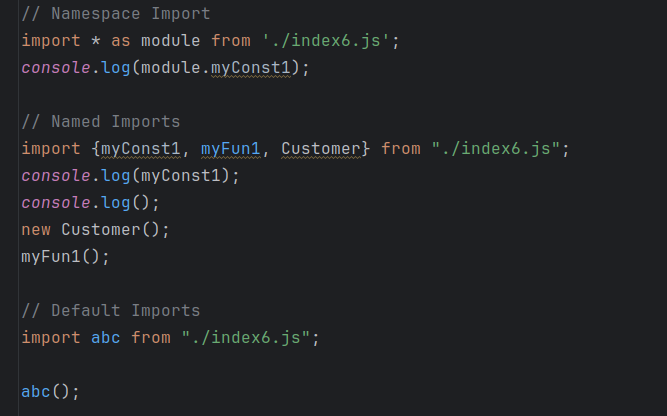 // Namespace Import
import * as module from './index6.js';
console.log(module.myConst1);
// Named Imports
import {myConst1, myFun1, Customer} from "./index6.js";
console.log(myConst1);
console.log();
new Customer();
myFun1();
// Default Imports
import abc from "./index6.js";
abc();